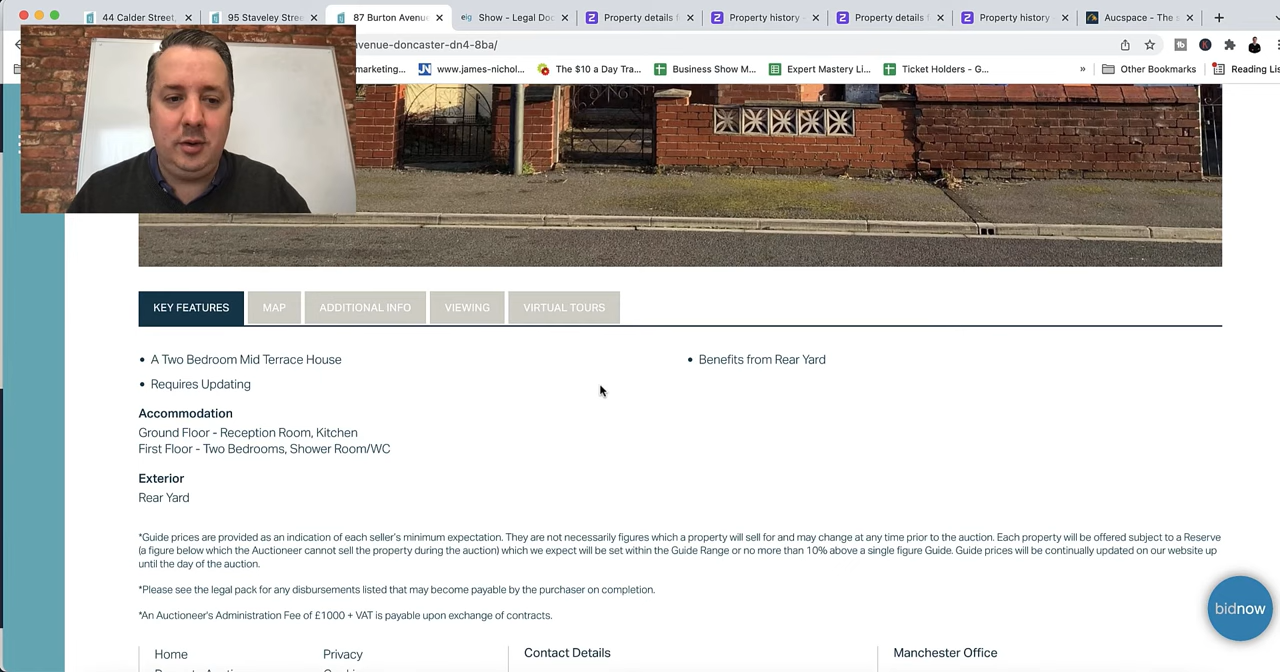 44 Calder Street,
95 Staveley Stre
87 Burton Avenu
eig Show - Legal Do
Property details f
Property history -
Property details f
Property history
Aucspace - The a
avenue-doncaster-dn4-8ba/
marketing...
JN www.james-nichol...
The $10 a Day Tra...
Business Show M...
Expert Mastery Li...
Ticket Holders - G...
»
Other Bookmarks
Reading Lis
KEY FEATURES
MAP
ADDITIONAL INFO
VIEWING
VIRTUAL TOURS
• A Two Bedroom Mid Terrace House
• Benefits from Rear Yard
• Requires Updating
Accommodation
Ground Floor - Reception Room, Kitchen
First Floor - Two Bedrooms, Shower Room/WC
Exterior
Rear Yard
*Guide prices are provided as an indication of each seller's minimum expectation. They are not necessarily figures which a property will sell for and may change at any time prior to the auction. Each property will be offered subject to a Reserve
(a figure below which the Auctioneer cannot sell the property during the auction) which we expect will be set within the Guide Range or no more than 10% above a single figure Guide. Guide prices will be continually updated on our website up
until the day of the auction.
*Please see the legal pack for any disbursements listed that may become payable by the purchaser on completion.
*An Auctioneer's Administration Fee of £1000 + VAT is payable upon exchange of contracts.
bidnow
Home
Privacy
Contact Details
Manchester Office